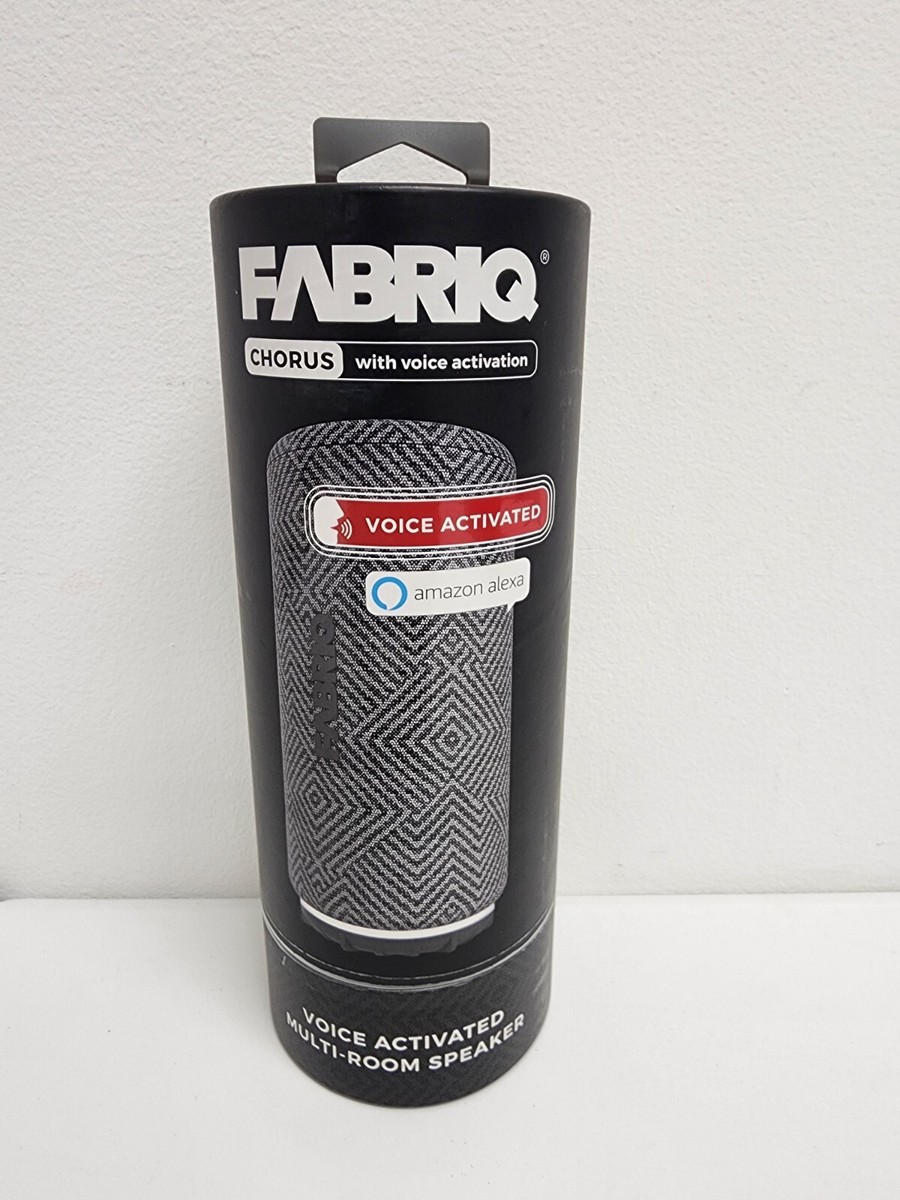 FABRIQ®
CHORUS with voice activation
VOICE ACTIVATED
amazon alexa
FABRIQ
VOICE ACTIVATED
MULTI-ROOM SPEAKER